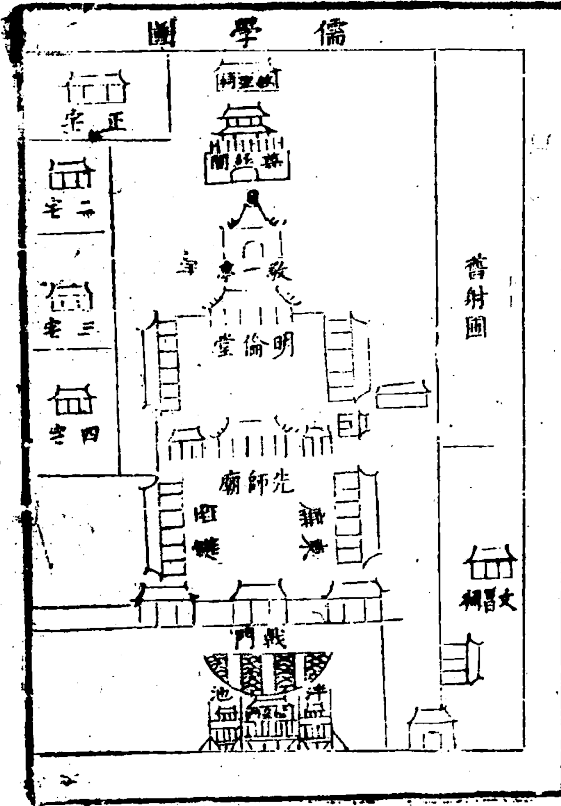 儒學圖
啟聖祠
尊經閣
敬一亭
明倫堂
先師廟
東廡
西廡
戟門
泮池
正宅
二宅
三宅
四宅
舊射圃
文昌祠